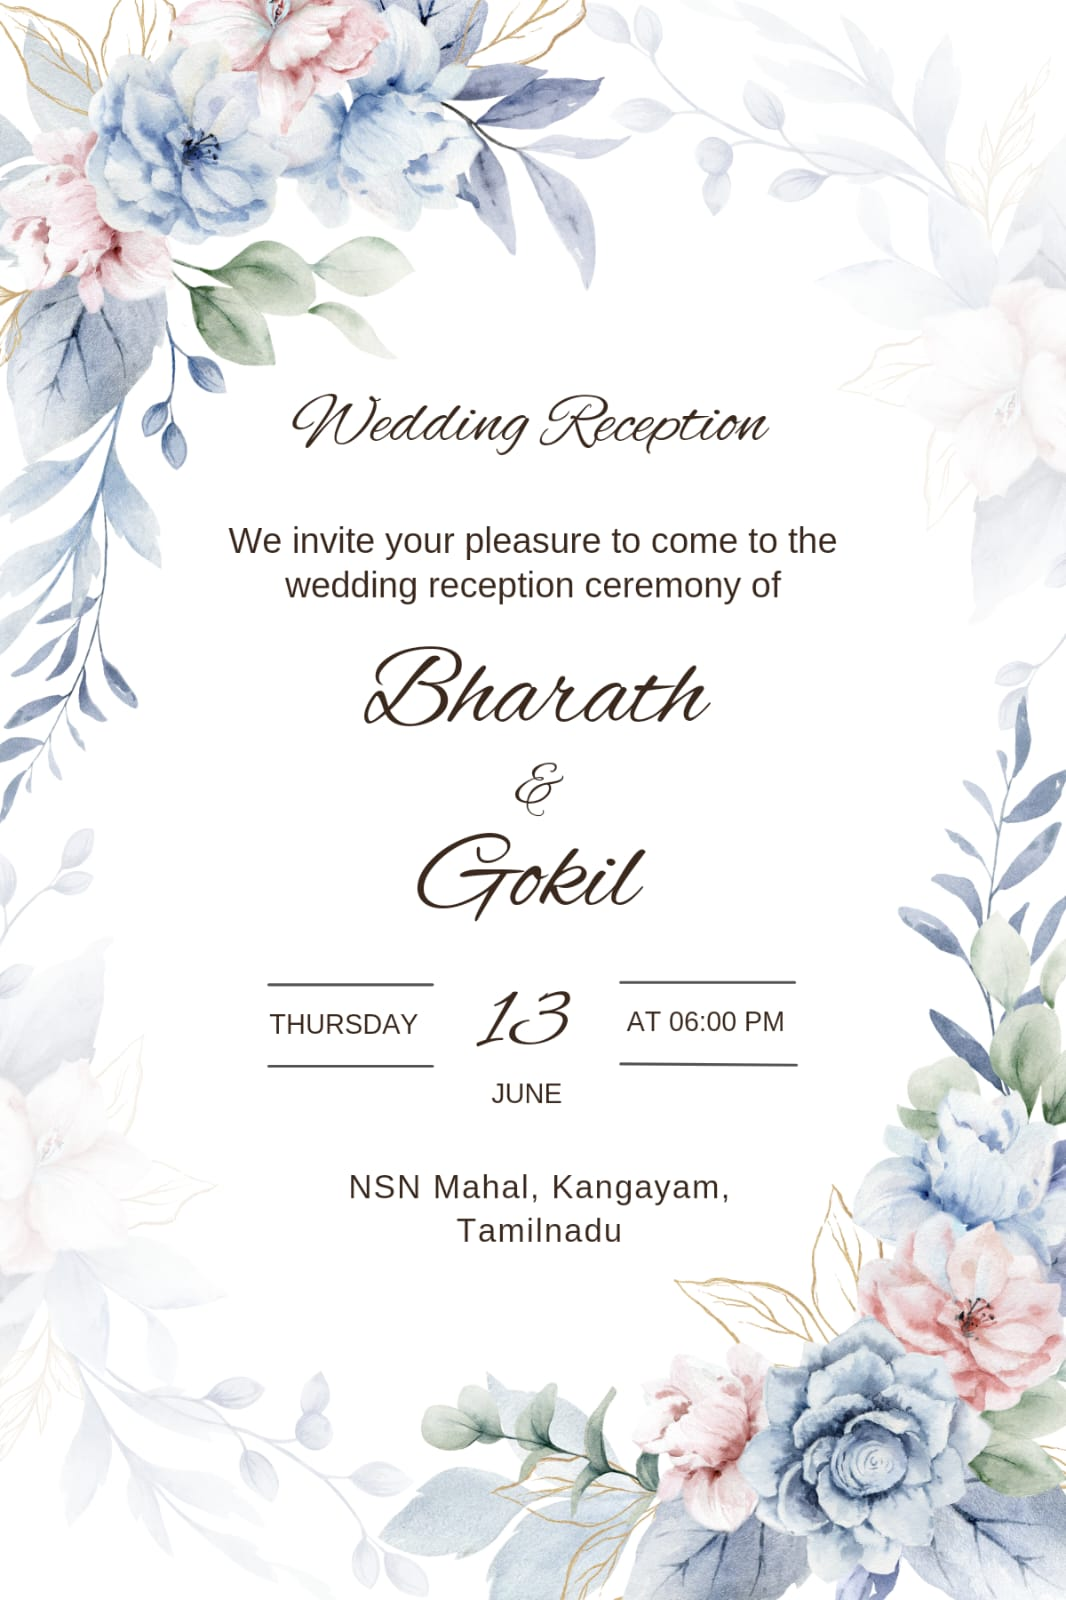 Wedding Reception
We invite your pleasure to come to the
wedding reception ceremony of
Bharath
&
Gokil
THURSDAY
13
AT 06:00 PM
JUNE
NSN Mahal, Kangayam,
Tamilnadu